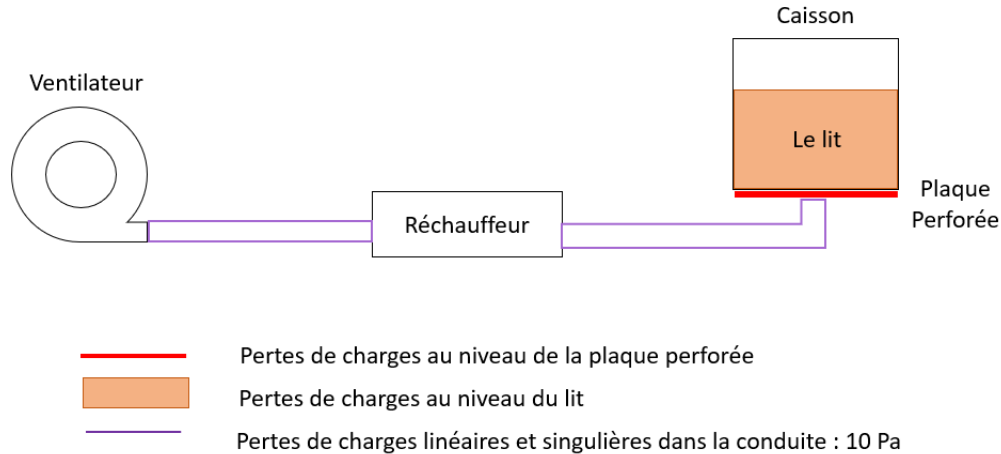 Caisson
Ventilateur
Le lit
Plaque
Perforée
Réchauffeur
Pertes de charges au niveau de la plaque perforée
Pertes de charges au niveau du lit
Pertes de charges linéaires et singulières dans la conduite : 10 Pa